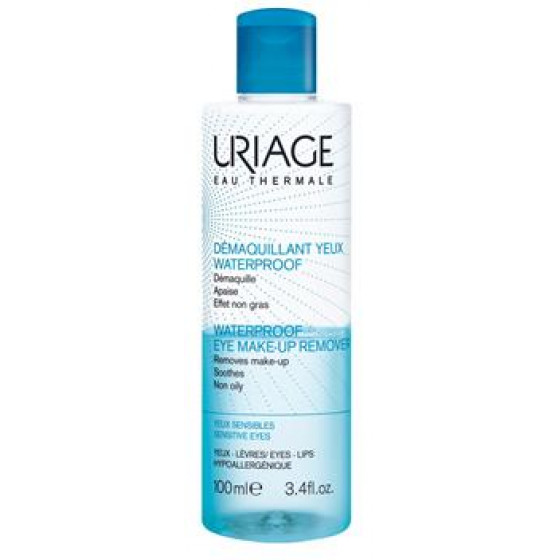 URIAGE
EAU THERMALE
DÉMAQUILLANT YEUX
WATERPROOF
Démaquille
Apaise
Effet non gras
WATERPROOF
EYE MAKE-UP REMOVER
Removes make-up
Soothes
Non oily
YEUX SENSIBLES
SENSITIVE EYES
YEUX - LÈVRES/ EYES - LIPS
HYPOALLERGÉNIQUE
100ml℮ 3.4fl.oz.